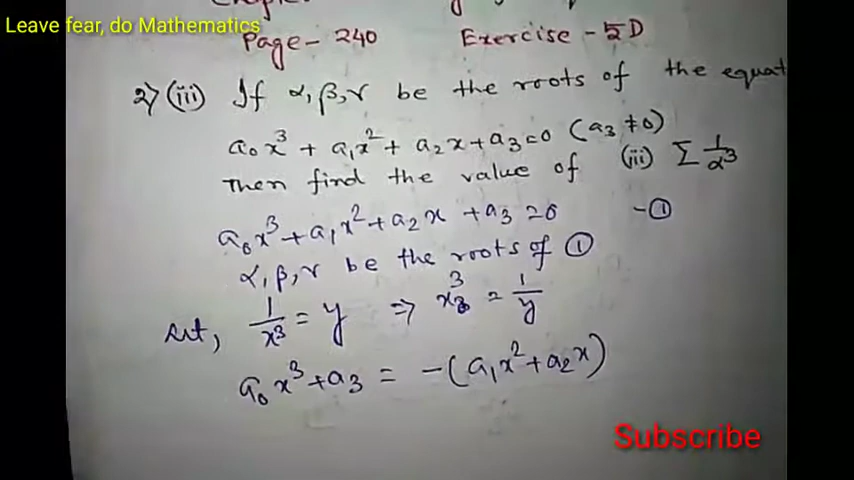 Leave fear, do Mathematics
Page - 240 Exercise - 5D
2) (iii) If α, β, γ be the roots of the equat
a₀x³ + a₁x² + a₂x + a₃ = 0 (a₃ ≠ 0)
Then find the value of (iii) Σ 1/α³
a₀x³ + a₁x² + a₂x + a₃ = 0 - ①
α, β, γ be the roots of ①
Let, 1/x³ = y ⇒ x³ = 1/y
a₀x³ + a₃ = -(a₁x² + a₂x)
Subscribe